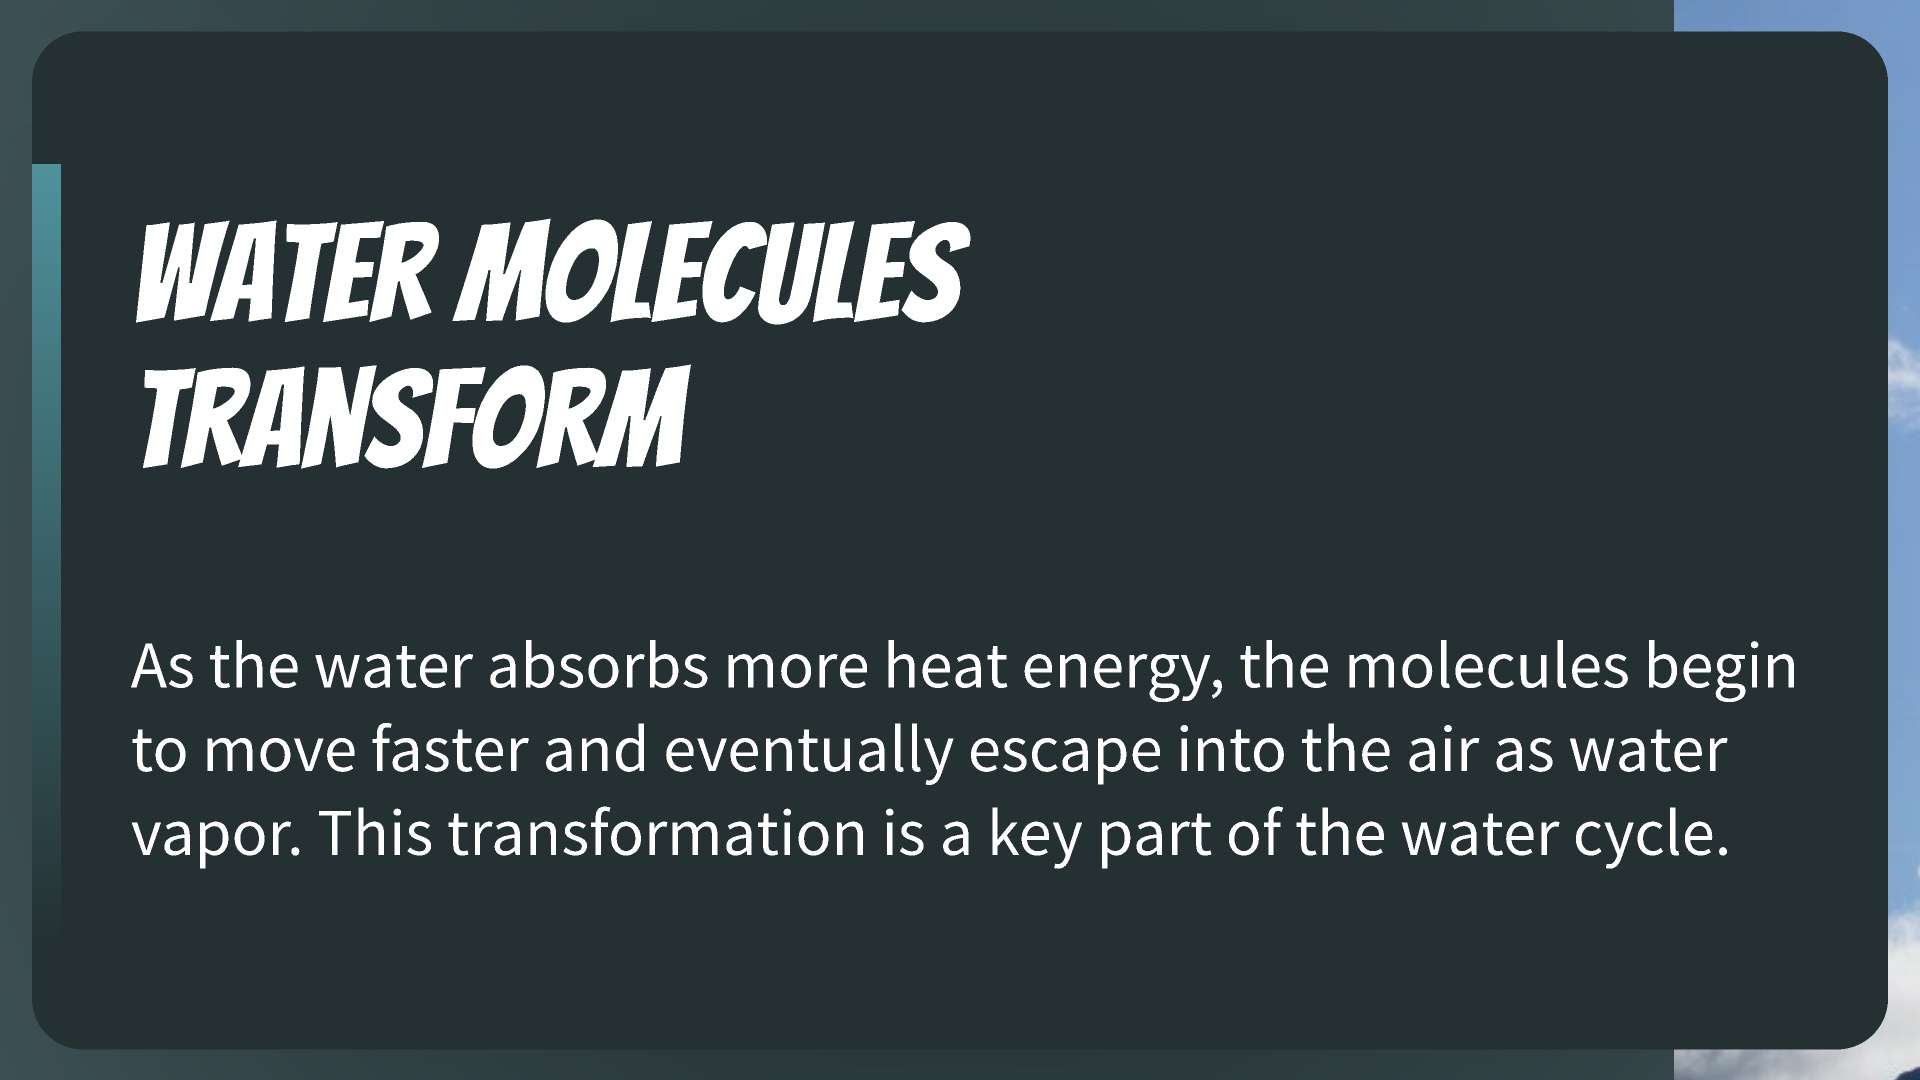 WATER MOLECULES
TRANSFORM
As the water absorbs more heat energy, the molecules begin
to move faster and eventually escape into the air as water
vapor. This transformation is a key part of the water cycle.